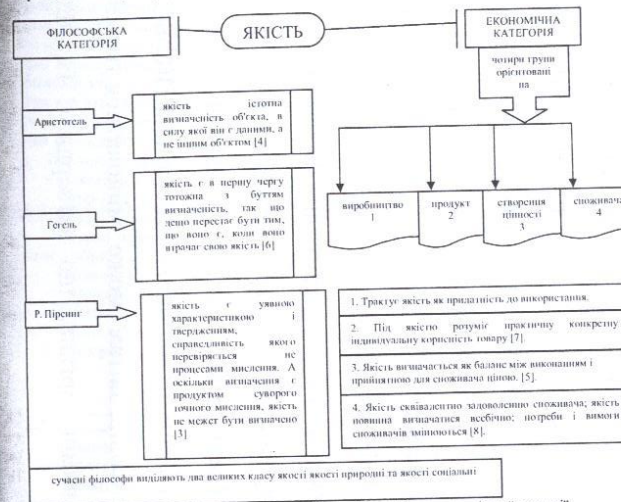 ФІЛОСОФСЬКА
КАТЕГОРІЯ
ЯКІСТЬ
ЕКОНОМІЧНА
КАТЕГОРІЯ
чотири групи
орієнтовані
на
Аристотель
якість істотна
визначеність об'єкта, в
силу якої він є даними, а
не іншим об'єктом [4]
Гегель
якість є в першу чергу
тотожна з буттям
визначеність, так що
дещо перестає бути тим,
що воно є, коли воно
втрачає свою якість [6]
виробництво
1
продукт
2
створення
цінності
3
споживача
4
Р. Пірсинг
якість є уявною
характеристикою і
твердженням,
справедливість якого
перевіряється не
процесами мислення. А
оскільки визначення є
продуктом суворого
точного мислення, якість
не межет бути визначено
[3]
1. Трактує якість як придатність до використання.
2. Під якістю розуміє практичну конкретну
індивідуальну корисність товару [7].
3. Якість визначається як баланс між виконанням і
прийнятною для споживача ціною. [5].
4. Якість еквівалентно задоволенню споживача; якість
повинна визначатися всебічно; потреби і вимоги
споживачів змінюються [8].
сучасні філософи виділяють два великих класу якості якості природні та якості соціальні